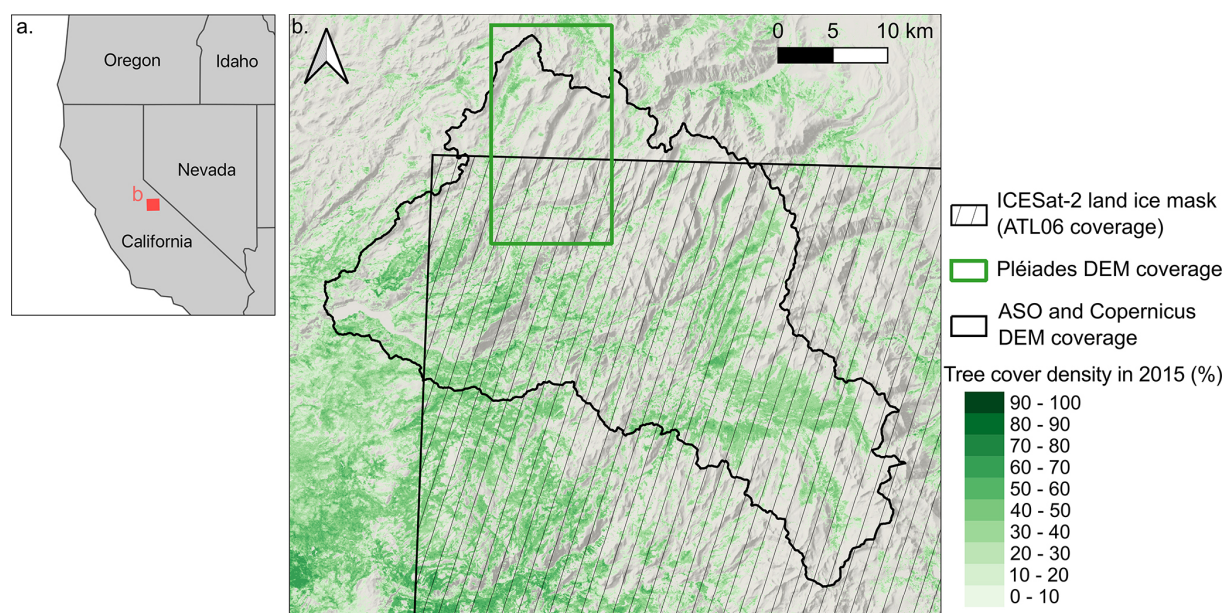 a.
Oregon
Idaho
Nevada
b
California
b.
0 5 10 km
ICESat-2 land ice mask
(ATL06 coverage)
Pléiades DEM coverage
ASO and Copernicus
DEM coverage
Tree cover density in 2015 (%)
90 - 100
80 - 90
70 - 80
60 - 70
50 - 60
40 - 50
30 - 40
20 - 30
10 - 20
0 - 10